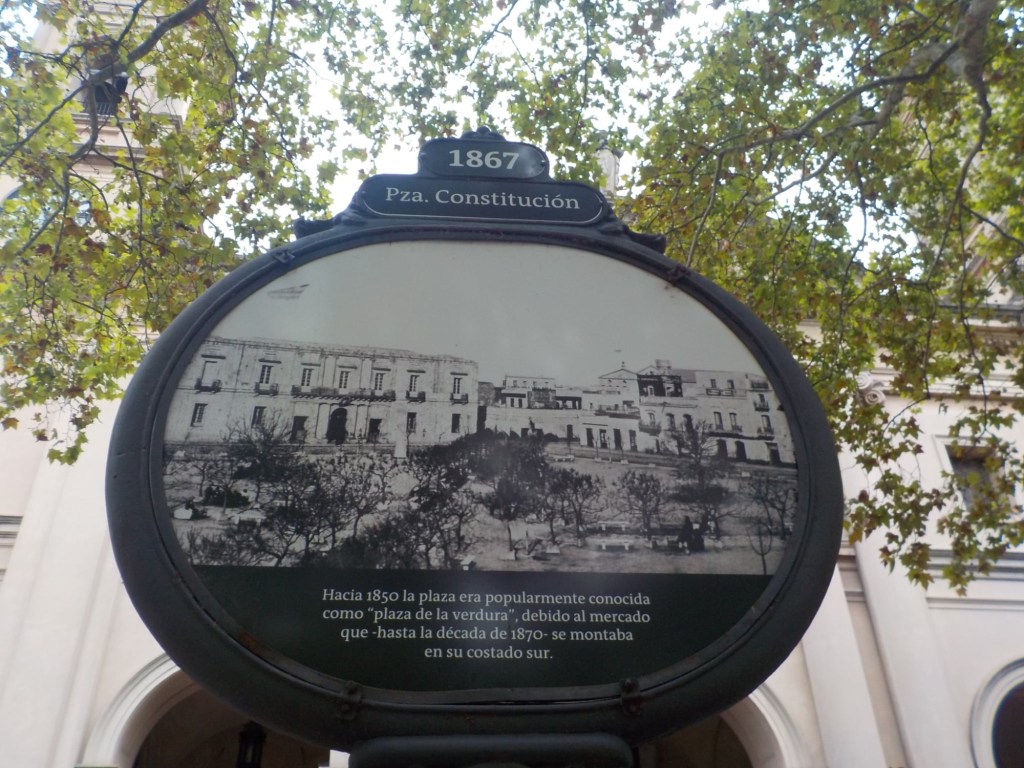 1867
Pza. Constitución
Hacia 1850 la plaza era popularmente conocida
como "plaza de la verdura", debido al mercado
que -hasta la década de 1870- se montaba
en su costado sur.